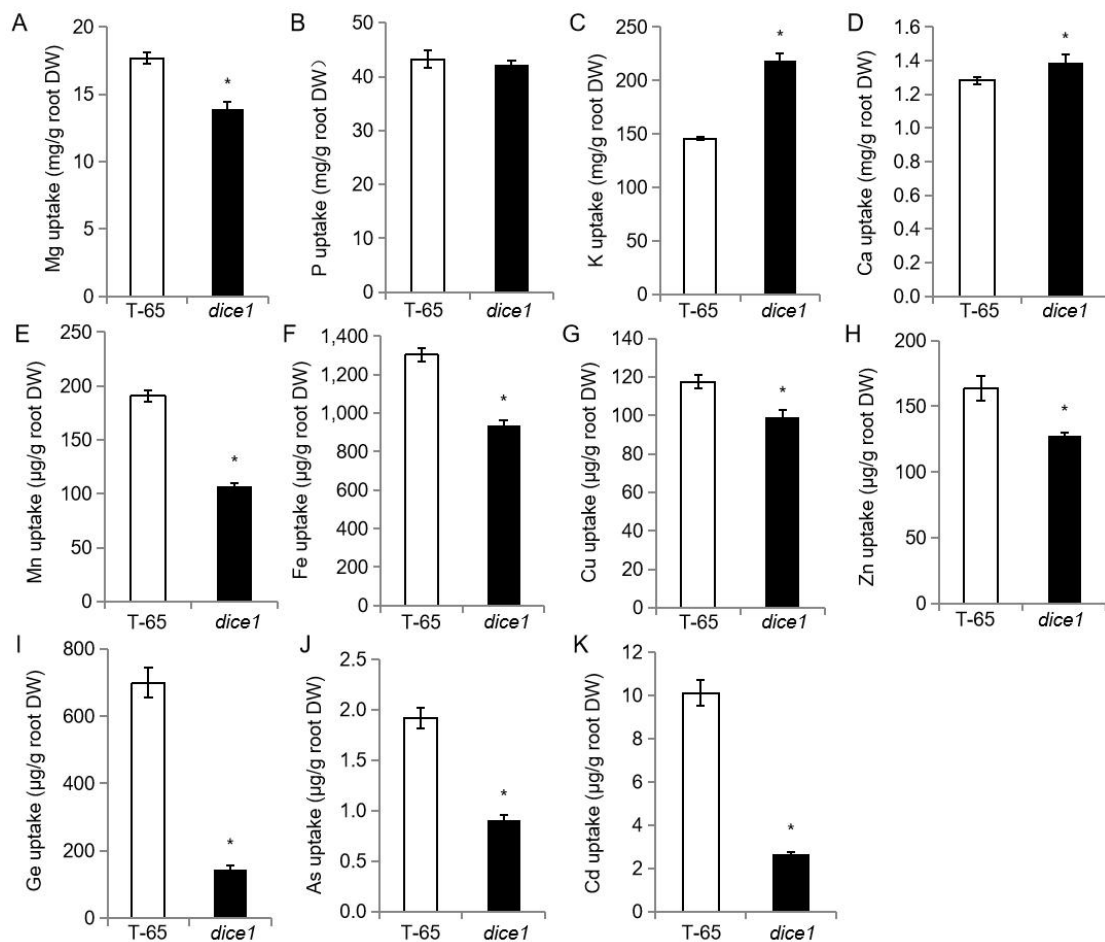 A
Mg uptake (mg/g root DW)
20
15
10
5
0
*
T-65
dice1
B
P uptake (mg/g root DW）
50
40
30
20
10
0
T-65
dice1
C
K uptake (mg/g root DW)
250
200
150
100
50
0
*
T-65
dice1
D
Ca uptake (mg/g root DW)
1.6
1.4
1.2
1.0
0.8
0.6
0.4
0.2
0.0
*
T-65
dice1
E
Mn uptake (µg/g root DW)
250
200
150
100
50
0
*
T-65
dice1
F
Fe uptake (µg/g root DW)
1,400
1,200
1,000
800
600
400
200
0
*
T-65
dice1
G
Cu uptake (µg/g root DW)
140
120
100
80
60
40
20
0
*
T-65
dice1
H
Zn uptake (µg/g root DW)
200
150
100
50
0
*
T-65
dice1
I
Ge uptake (µg/g root DW)
800
600
400
200
0
*
T-65
dice1
J
As uptake (µg/g root DW)
2.5
2.0
1.5
1.0
0.5
0.0
*
T-65
dice1
K
Cd uptake (µg/g root DW)
12
10
8
6
4
2
0
*
T-65
dice1